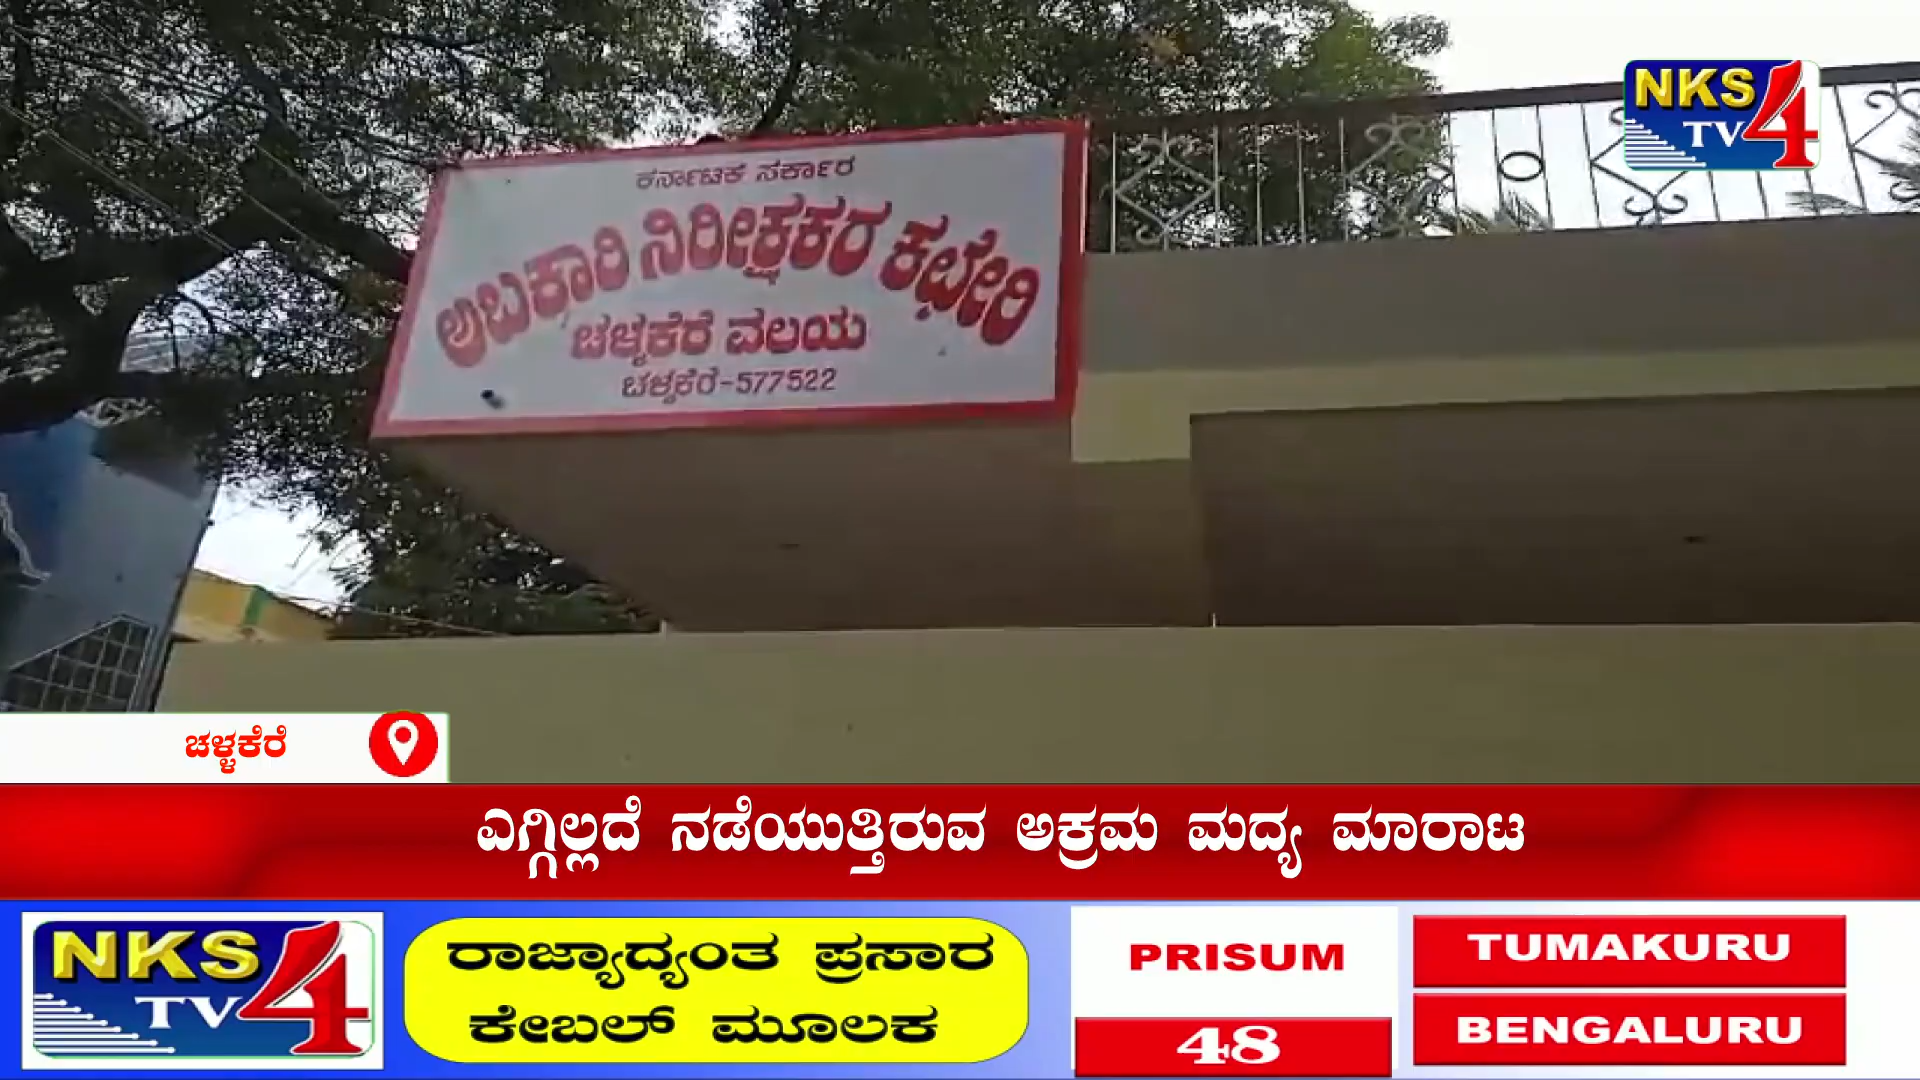 NKS
TV 4
ಕರ್ನಾಟಕ ಸರ್ಕಾರ
ಅಬಕಾರಿ ನಿರೀಕ್ಷಕರ ಕಛೇರಿ
ಚಳ್ಳಕೆರೆ ವಲಯ
ಚಳ್ಳಕೆರೆ-577522
ಚಳ್ಳಕೆರೆ
ಎಗ್ಗಿಲ್ಲದೆ ನಡೆಯುತ್ತಿರುವ ಅಕ್ರಮ ಮದ್ಯ ಮಾರಾಟ
NKS
TV 4
ರಾಜ್ಯಾದ್ಯಂತ ಪ್ರಸಾರ
ಕೇಬಲ್ ಮೂಲಕ
PRISUM
48
TUMAKURU
BENGALURU